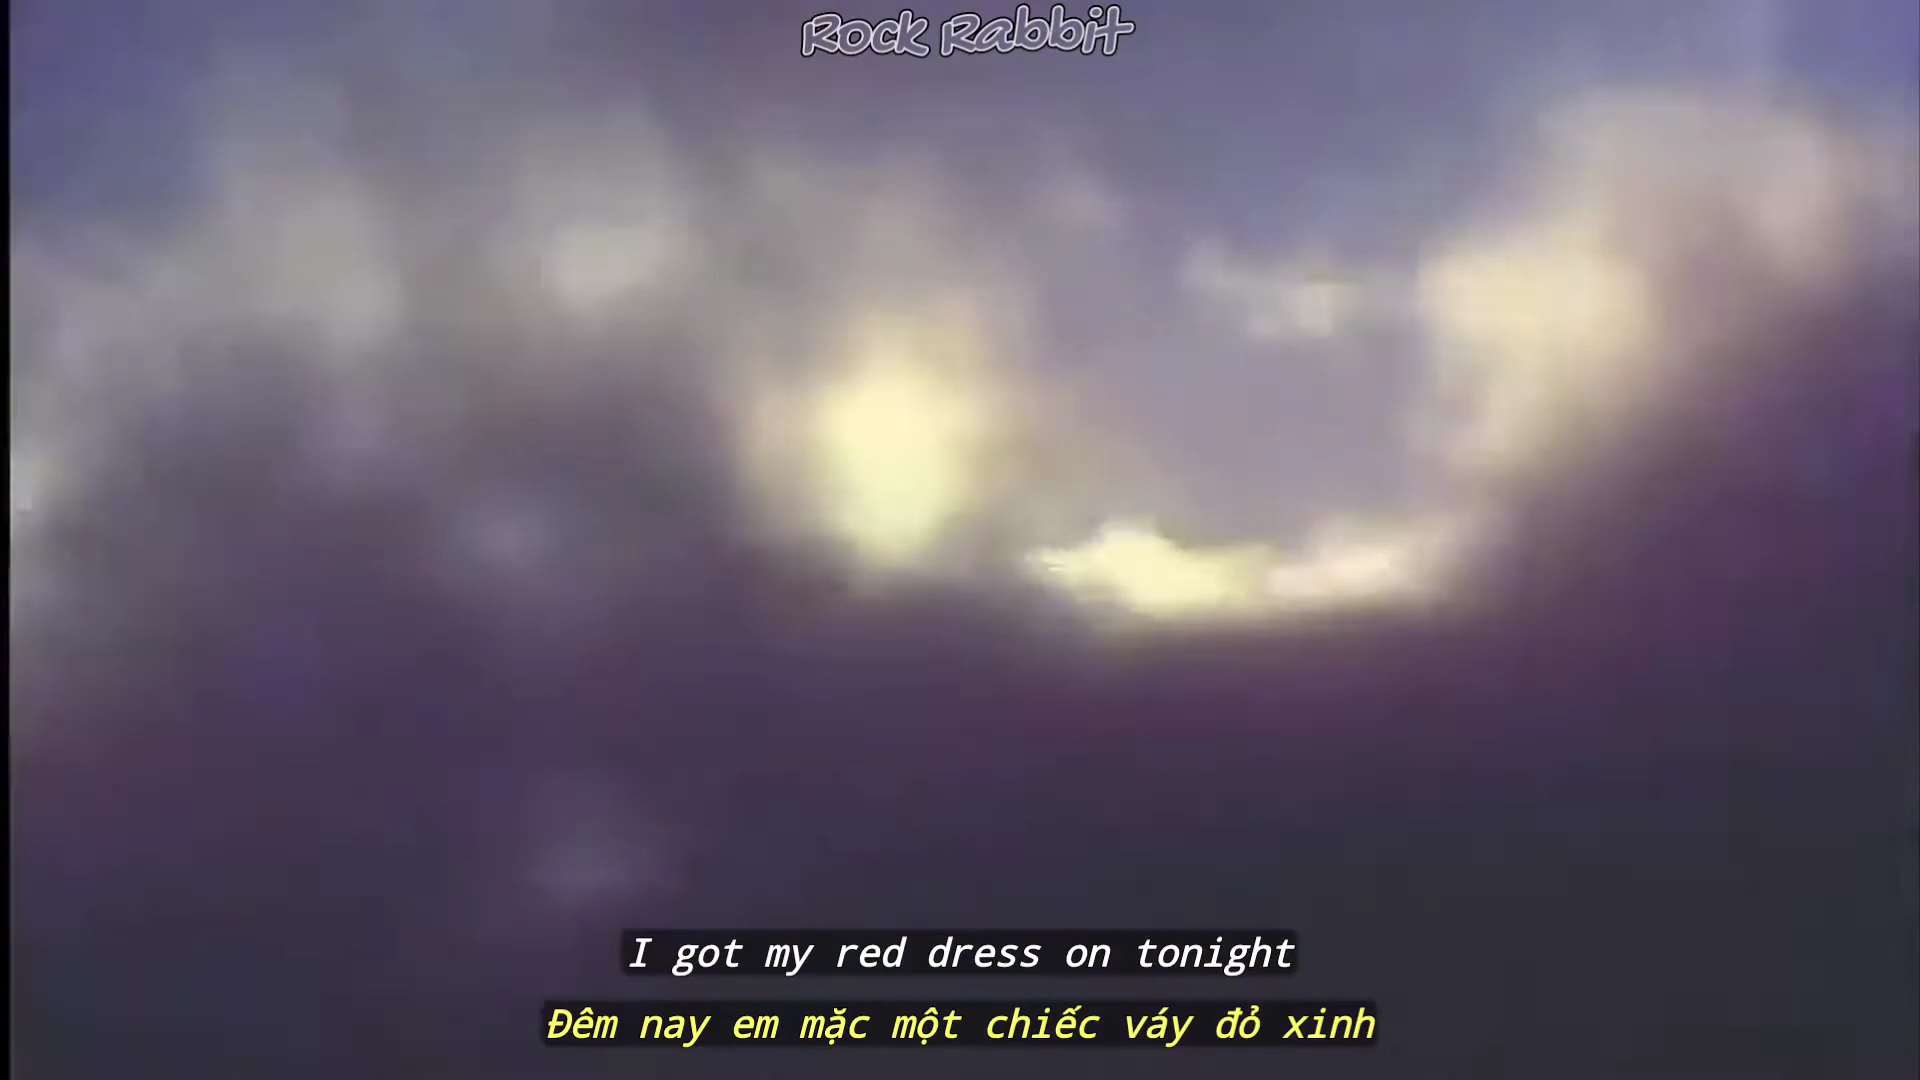 Rock Rabbit
I got my red dress on tonight
Đêm nay em mặc một chiếc váy đỏ xinh